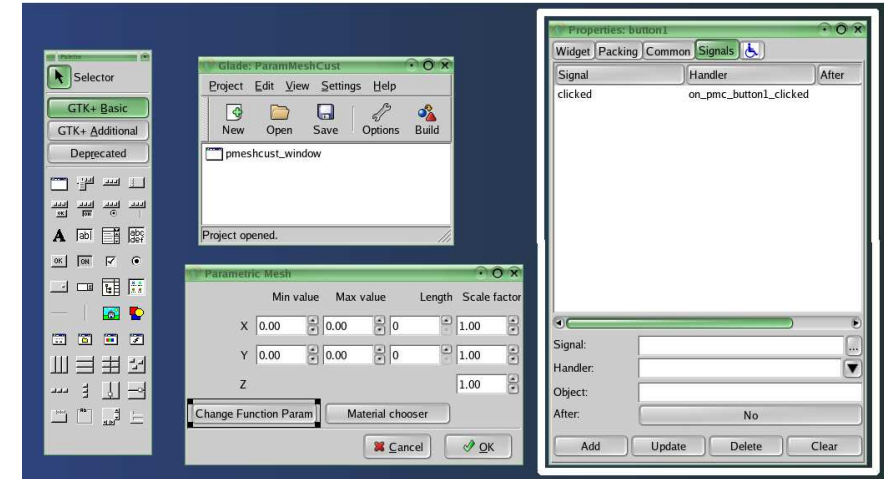 Palette
Selector
GTK+ Basic
GTK+ Additional
Deprecated
Glade: ParamMeshCust
Project Edit View Settings Help
New Open Save Options Build
pmeshcust_window
Project opened.
Parametric Mesh
Min value Max value Length Scale factor
X 0.00 0.00 0 1.00
Y 0.00 0.00 0 1.00
Z 1.00
Change Function Param Material chooser
Cancel OK
Properties: button1
Widget Packing Common Signals
Signal Handler After
clicked on_pmc_button1_clicked
Signal: ...
Handler:
Object:
After: No
Add Update Delete Clear